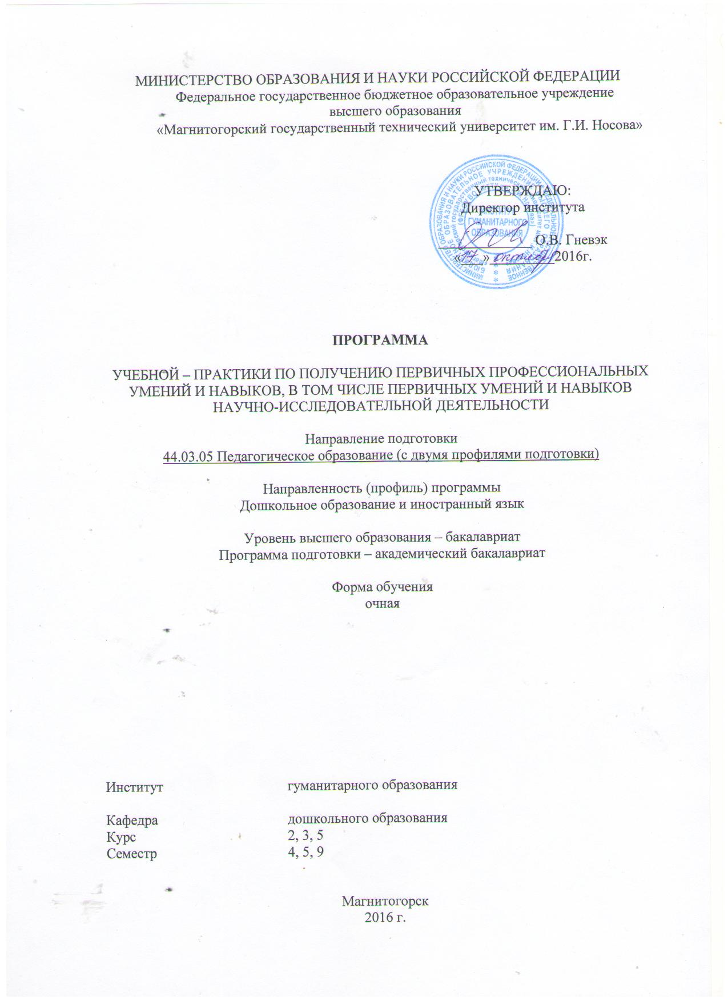 МИНИСТЕРСТВО ОБРАЗОВАНИЯ И НАУКИ РОССИЙСКОЙ ФЕДЕРАЦИИ
Федеральное государственное бюджетное образовательное учреждение
высшего образования
«Магнитогорский государственный технический университет им. Г.И. Носова»
УТВЕРЖДАЮ:
Директор института
ИНСТИТУТ
ГУМАНИТАРНОГО
ОБРАЗОВАНИЯ
О.В. Гневэк
«17» октября 2016г.
ПРОГРАММА
УЧЕБНОЙ – ПРАКТИКИ ПО ПОЛУЧЕНИЮ ПЕРВИЧНЫХ ПРОФЕССИОНАЛЬНЫХ
УМЕНИЙ И НАВЫКОВ, В ТОМ ЧИСЛЕ ПЕРВИЧНЫХ УМЕНИЙ И НАВЫКОВ
НАУЧНО-ИССЛЕДОВАТЕЛЬНОЙ ДЕЯТЕЛЬНОСТИ
Направление подготовки
44.03.05 Педагогическое образование (с двумя профилями подготовки)
Направленность (профиль) программы
Дошкольное образование и иностранный язык
Уровень высшего образования – бакалавриат
Программа подготовки – академический бакалавриат
Форма обучения
очная
Институт гуманитарного образования
Кафедра дошкольного образования
Курс 2, 3, 5
Семестр 4, 5, 9
Магнитогорск
2016 г.